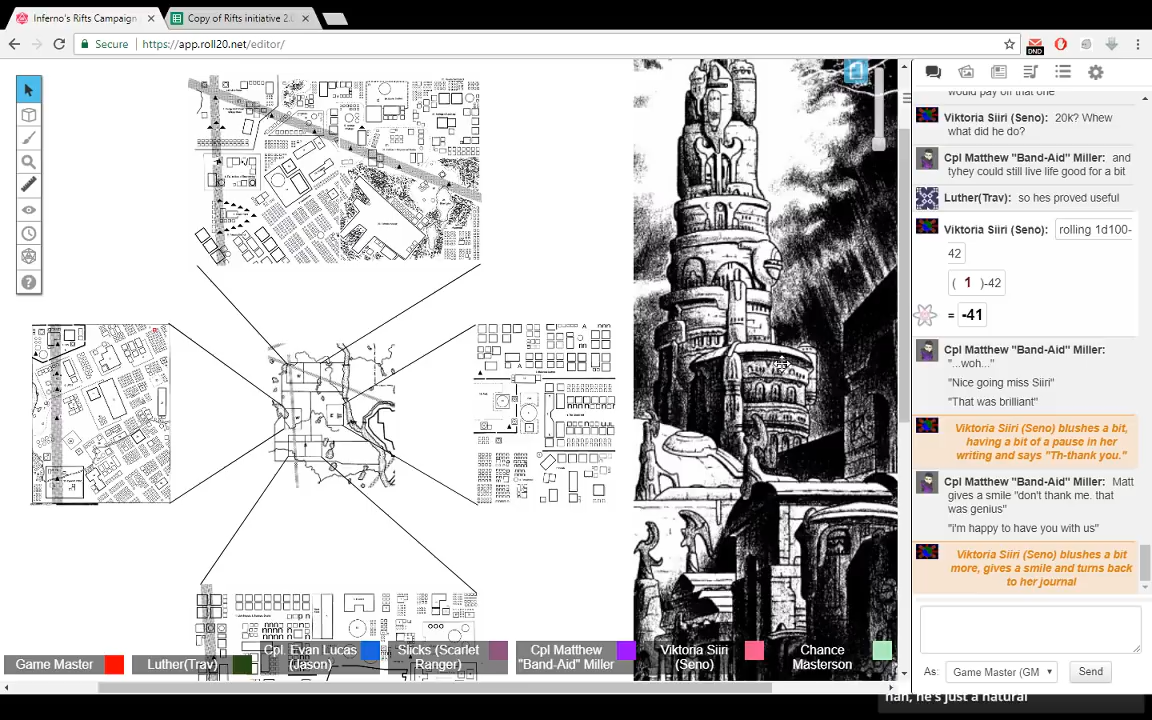 Inferno's Rifts Campaign
Copy of Rifts initiative 2.
Secure
https://app.roll20.net/editor/
DND
would pay off that one
Viktoria Siiri (Seno): 20k? Whew
what did he do?
Cpl Matthew "Band-Aid" Miller: and
tyhey could still live life good for a bit
Luther(Trav): so hes proved useful
Viktoria Siiri (Seno): rolling 1d100-
42
( 1 )-42
= -41
Cpl Matthew "Band-Aid" Miller:
"...woh..."
"Nice going miss Siiri"
"That was brilliant"
Viktoria Siiri (Seno) blushes a bit,
having a bit of a pause in her
writing and says "Th-thank you."
Cpl Matthew "Band-Aid" Miller: Matt
gives a smile "don't thank me. that
was genius"
"i'm happy to have you with us"
Viktoria Siiri (Seno) blushes a bit
more, gives a smile and turns back
to her journal
As: Game Master (GM
Send
Game Master
Luther(Trav)
Cpl. Evan Lucas
(Jason)
Slicks (Scarlet
Ranger)
Cpl Matthew
"Band-Aid" Miller
Viktoria Siiri
(Seno)
Chance
Masterson
nah, he's just a natural